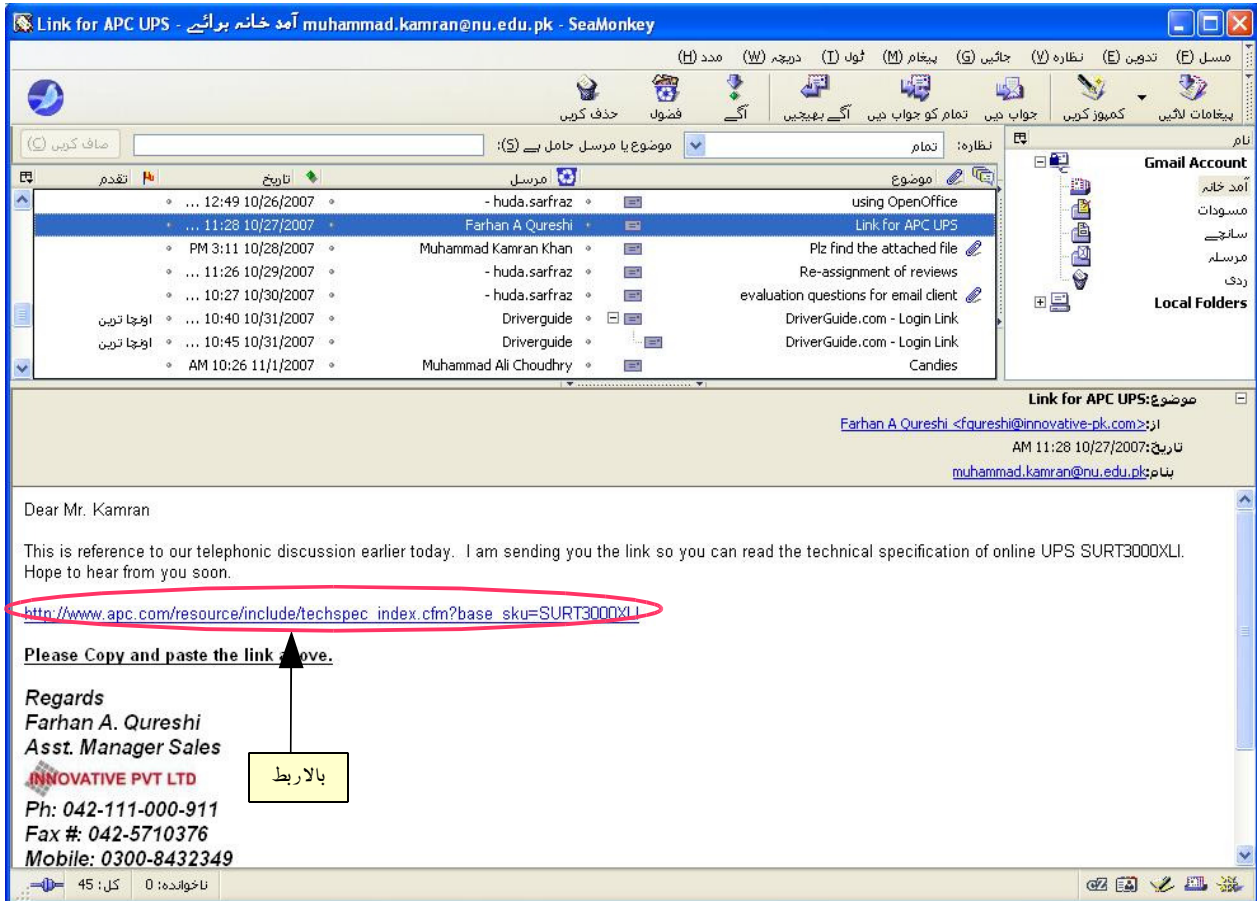 Link for APC UPS - آمد خانہ برائے muhammad.kamran@nu.edu.pk - SeaMonkey
مسل (F) تدوین (E) نظارہ (V) جائیں (G) پیغام (M) ٹول (T) دریچہ (W) مدد (H)
پیغامات لائیں کمپوز کریں جواب دیں تمام کو جواب دیں آگے بھیجیں آگے فضول حذف کریں
نام
Gmail Account
آمد خانہ
مسودات
سانچے
مرسلہ
ردی
Local Folders
نظارہ: تمام موضوع یا مرسل حامل ہے (S): صاف کریں (C)
موضوع مرسل تاریخ تقدم
using OpenOffice huda.sarfraz - 12:49 10/26/2007 ...
Link for APC UPS Farhan A Qureshi 11:28 10/27/2007 ...
Plz find the attached file Muhammad Kamran Khan PM 3:11 10/28/2007
Re-assignment of reviews huda.sarfraz - 11:26 10/29/2007 ...
evaluation questions for email client huda.sarfraz - 10:27 10/30/2007 ...
DriverGuide.com - Login Link Driverguide 10:40 10/31/2007 ... اونچا ترین
DriverGuide.com - Login Link Driverguide 10:45 10/31/2007 ... اونچا ترین
Candies Muhammad Ali Choudhry AM 10:26 11/1/2007
موضوع:Link for APC UPS
از:Farhan A Qureshi <fqureshi@innovative-pk.com>
تاریخ:AM 11:28 10/27/2007
بنام:muhammad.kamran@nu.edu.pk
Dear Mr. Kamran
This is reference to our telephonic discussion earlier today. I am sending you the link so you can read the technical specification of online UPS SURT3000XLI.
Hope to hear from you soon.
http://www.apc.com/resource/include/techspec_index.cfm?base_sku=SURT3000XLI
Please Copy and paste the link above.
Regards
Farhan A. Qureshi
Asst. Manager Sales
INNOVATIVE PVT LTD
Ph: 042-111-000-911
Fax #: 042-5710376
Mobile: 0300-8432349
بالا ربط
ناخواندہ: 0 کل: 45